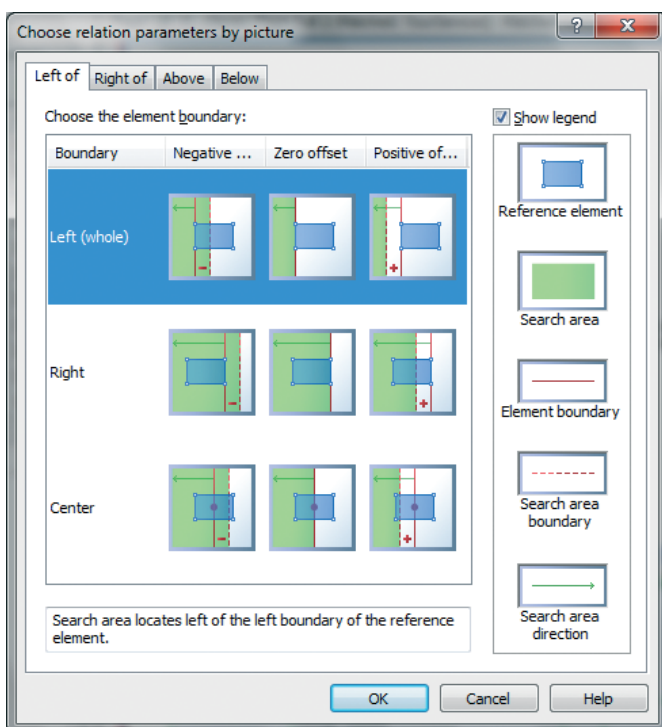 Choose relation parameters by picture
Left of Right of Above Below
Choose the element boundary:
Show legend
Boundary Negative ... Zero offset Positive of...
Left (whole)
Right
Center
Reference element
Search area
Element boundary
Search area
boundary
Search area
direction
Search area locates left of the left boundary of the reference
element.
OK Cancel Help